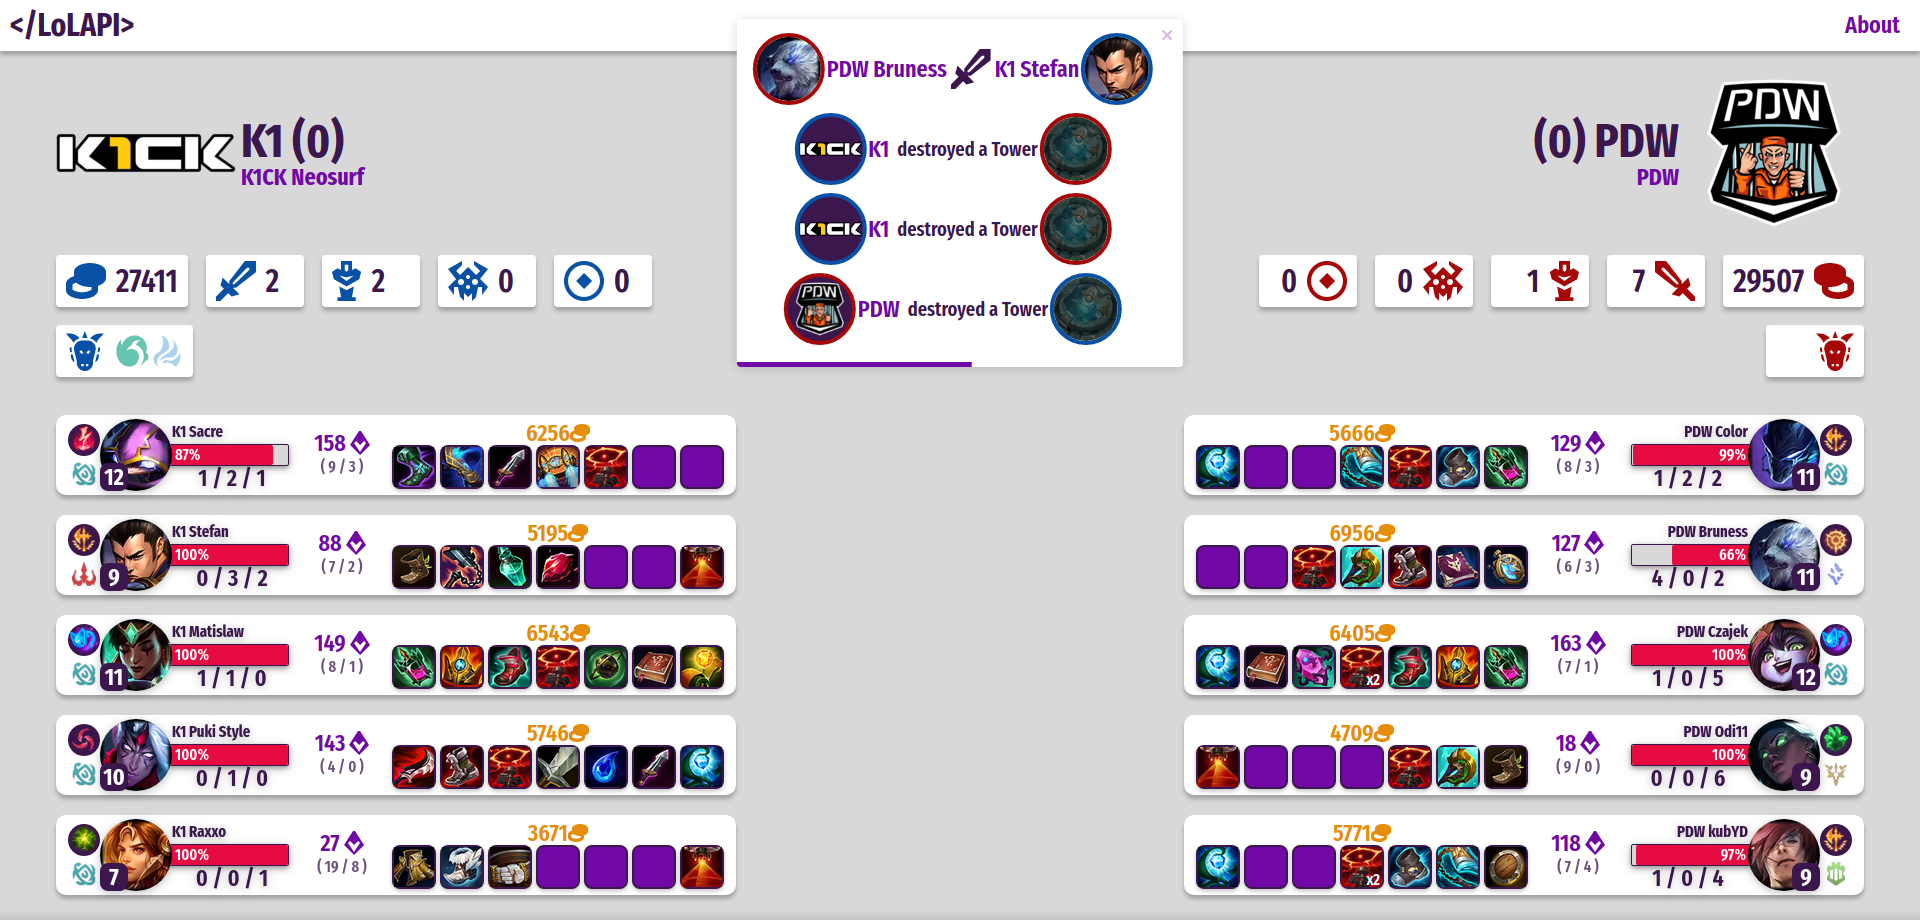 </LoLAPI>
About
×
PDW Bruness K1 Stefan
K1CK K1 destroyed a Tower
K1CK K1 destroyed a Tower
PDW PDW destroyed a Tower
K1CK K1 (0)
K1CK Neosurf
(0) PDW PDW
PDW
27411 2 2 0 0
0 0 1 7 29507
K1 Sacre
87%
12
1 / 2 / 1
158
( 9 / 3 )
6256
K1 Stefan
100%
9
0 / 3 / 2
88
( 7 / 2 )
5195
K1 Matislaw
100%
11
1 / 1 / 0
149
( 8 / 1 )
6543
K1 Puki Style
100%
10
0 / 1 / 0
143
( 4 / 0 )
5746
K1 Raxxo
100%
7
0 / 0 / 1
27
( 19 / 8 )
3671
5666
129
( 8 / 3 )
PDW Color
99%
11
1 / 2 / 2
6956
127
( 6 / 3 )
PDW Bruness
66%
11
4 / 0 / 2
6405
x2
163
( 7 / 1 )
PDW Czajek
100%
12
1 / 0 / 5
4709
18
( 9 / 0 )
PDW Odi11
100%
9
0 / 0 / 6
5771
x2
118
( 7 / 4 )
PDW kubYD
97%
9
1 / 0 / 4